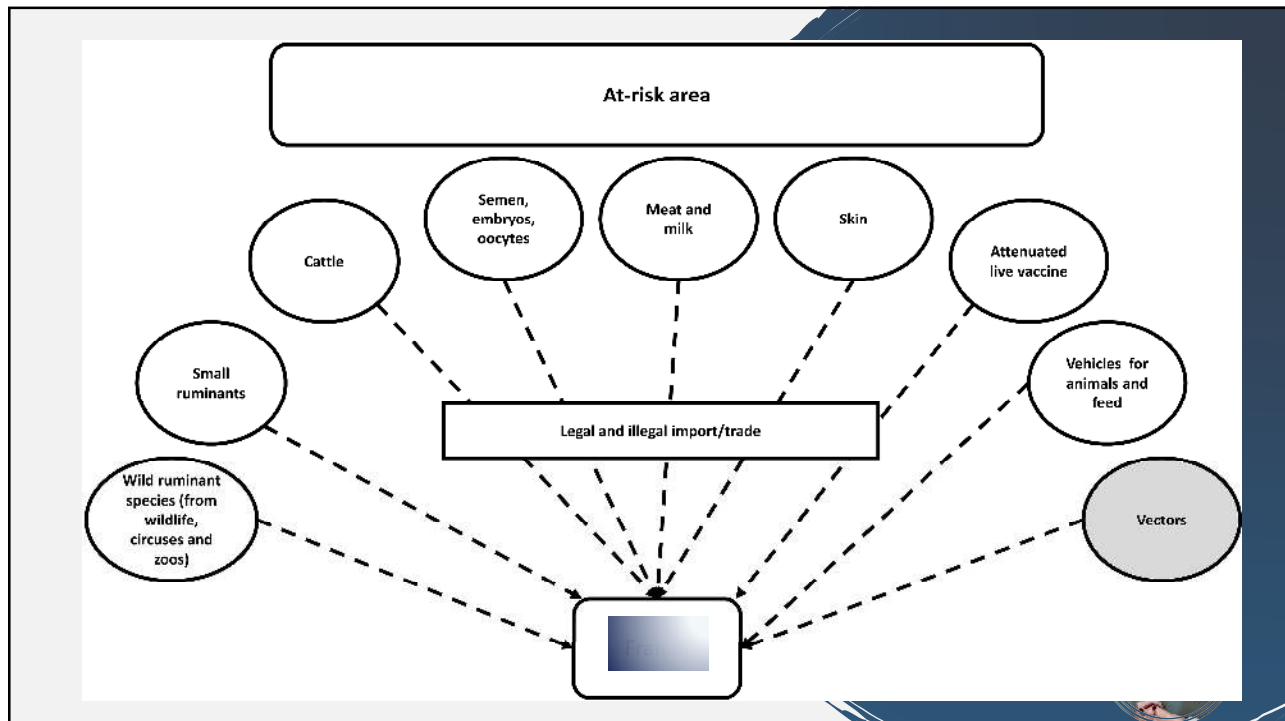 At-risk area
Semen,
embryos,
oocytes
Meat and
milk
Skin
Cattle
Attenuated
live vaccine
Small
ruminants
Vehicles for
animals and
feed
Legal and illegal import/trade
Wild ruminant
species (from
wildlife,
circuses and
zoos)
Vectors